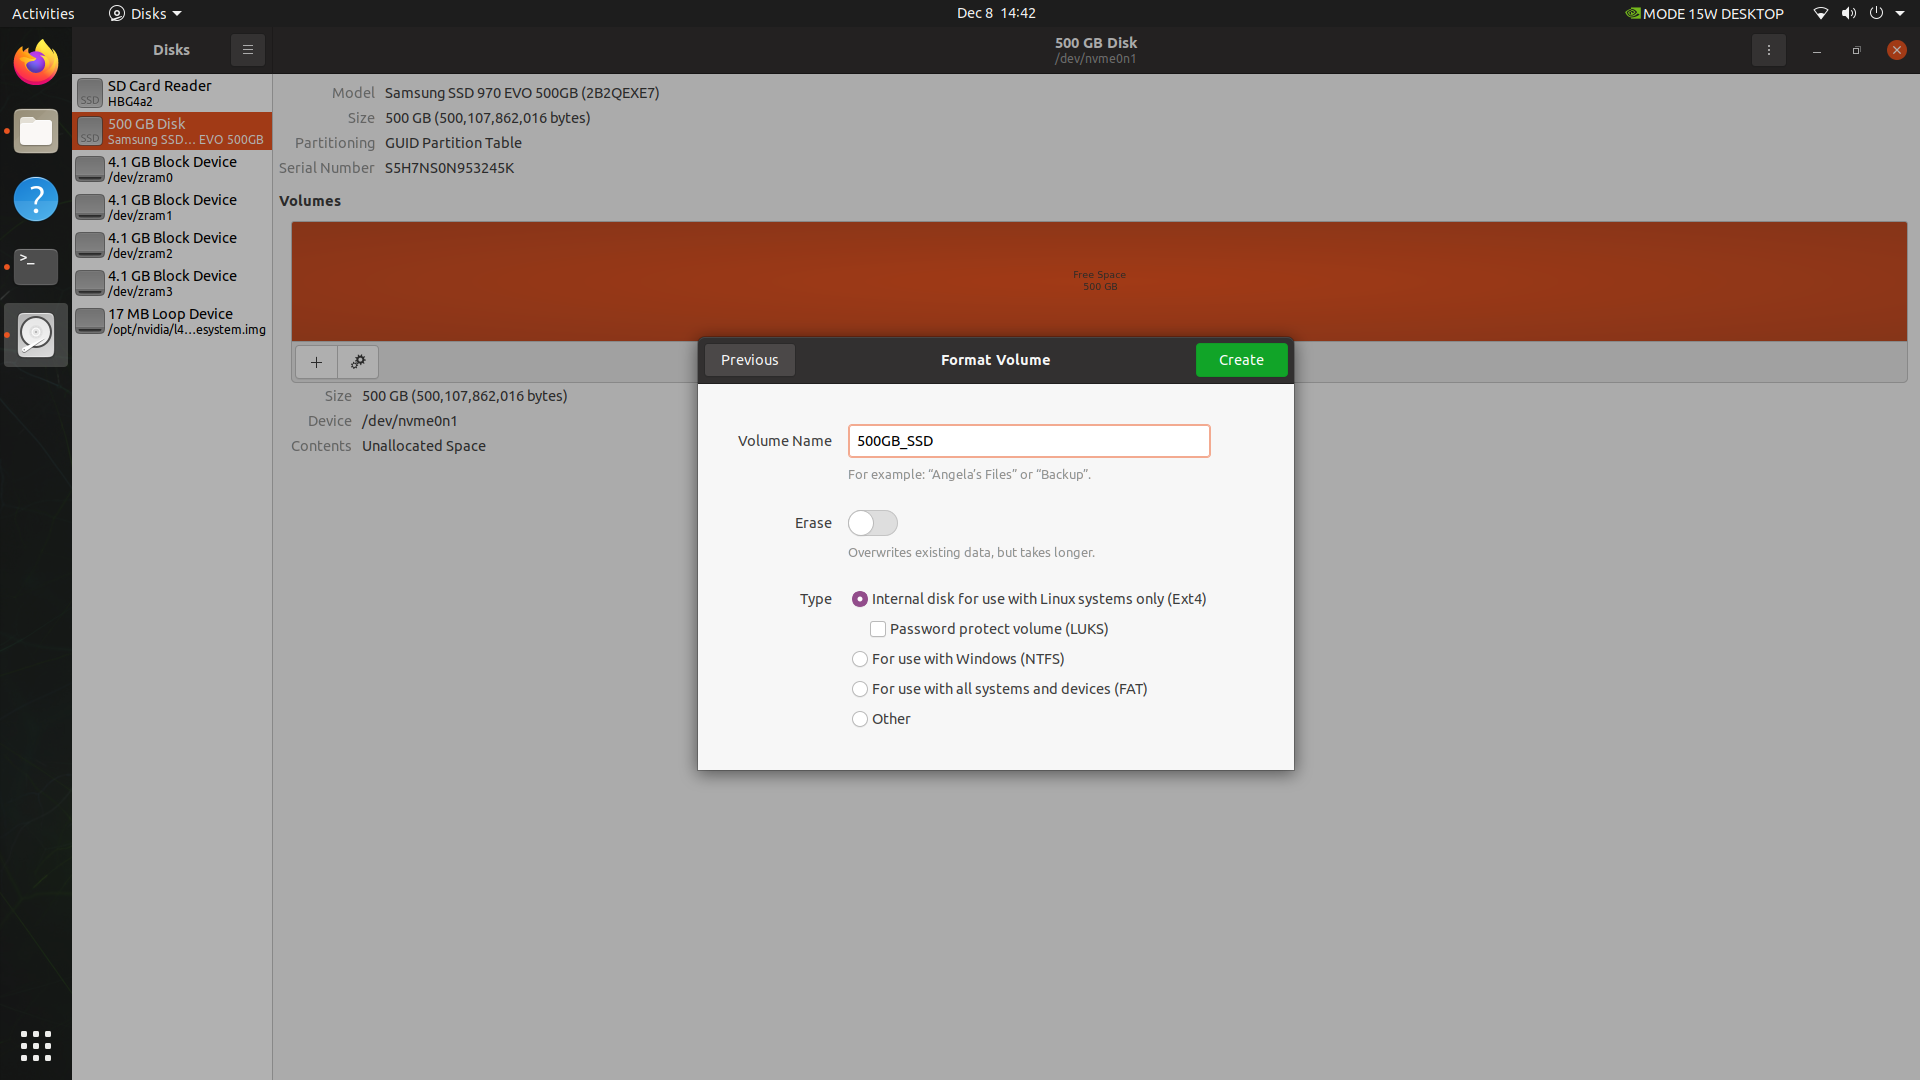 Activities
Disks
Dec 8 14:42
MODE 15W DESKTOP
Disks
500 GB Disk
/dev/nvme0n1
SD Card Reader
HBG4a2
500 GB Disk
Samsung SSD… EVO 500GB
4.1 GB Block Device
/dev/zram0
4.1 GB Block Device
/dev/zram1
4.1 GB Block Device
/dev/zram2
4.1 GB Block Device
/dev/zram3
17 MB Loop Device
/opt/nvidia/l4…esystem.img
SSD
SSD
Model Samsung SSD 970 EVO 500GB (2B2QEXE7)
Size 500 GB (500,107,862,016 bytes)
Partitioning GUID Partition Table
Serial Number S5H7NS0N953245K
Volumes
Free Space
500 GB
Size 500 GB (500,107,862,016 bytes)
Device /dev/nvme0n1
Contents Unallocated Space
Previous
Format Volume
Create
Volume Name 500GB_SSD
For example: “Angela’s Files” or “Backup”.
Erase
Overwrites existing data, but takes longer.
Type Internal disk for use with Linux systems only (Ext4)
Password protect volume (LUKS)
For use with Windows (NTFS)
For use with all systems and devices (FAT)
Other